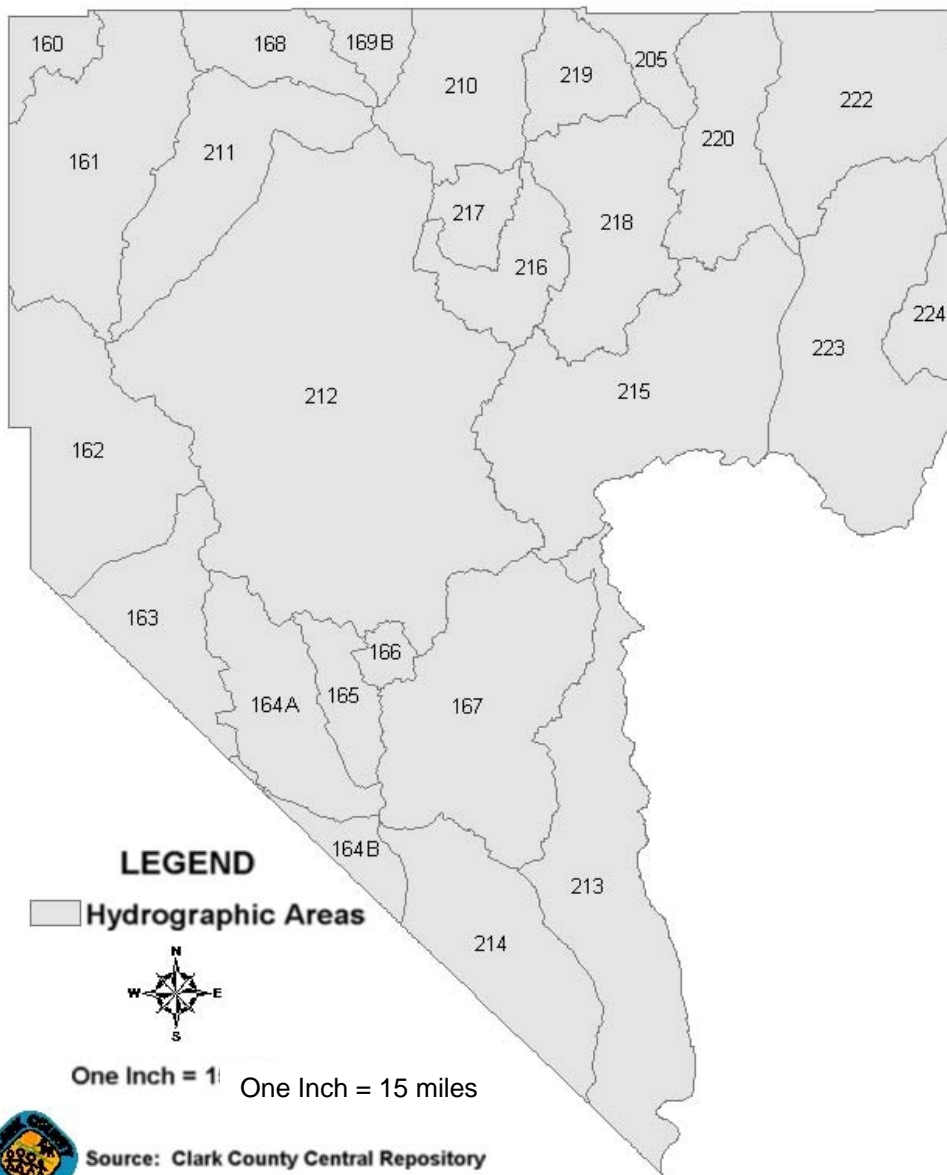 160
168
169B
210
219
205
220
222
161
211
217
218
216
223
224
212
215
162
163
166
165
164A
167
164B
213
214
LEGEND
Hydrographic Areas
N
W E
S
One Inch = 1
One Inch = 15 miles
COUNTY
Source: Clark County Central Repository